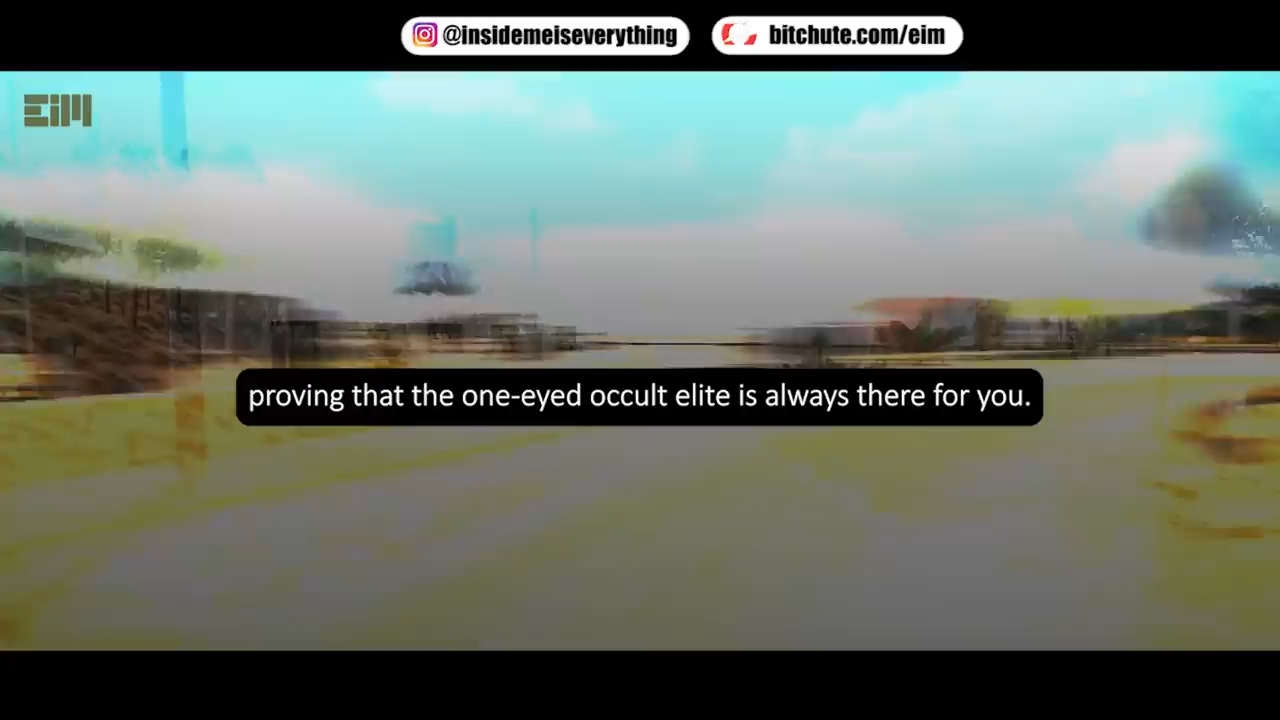 @insidemeiseverything
bitchute.com/eim
EiM
proving that the one-eyed occult elite is always there for you.